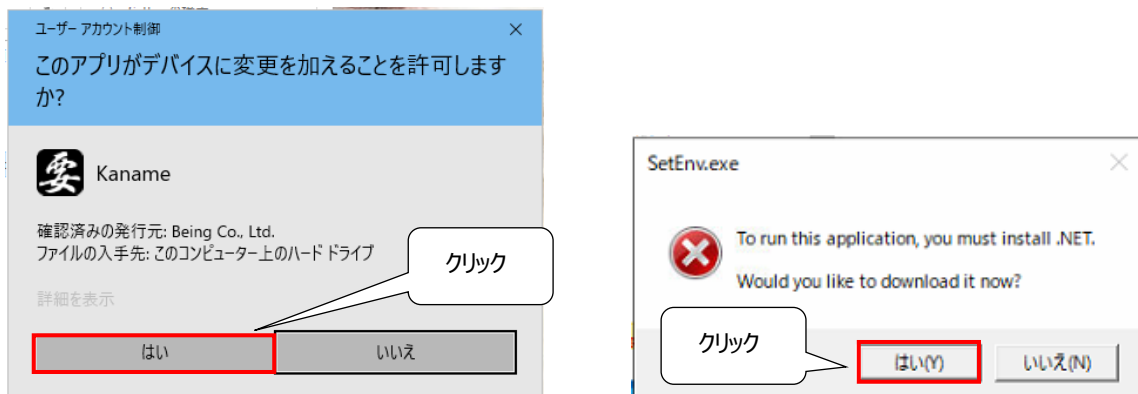 ユーザー アカウント制御
このアプリがデバイスに変更を加えることを許可します
か?
要
Kaname
確認済みの発行元: Being Co., Ltd.
ファイルの入手先: このコンピューター上のハード ドライブ
クリック
詳細を表示
はい
いいえ
SetEnv.exe
To run this application, you must install .NET.
Would you like to download it now?
クリック
はい(Y)
いいえ(N)